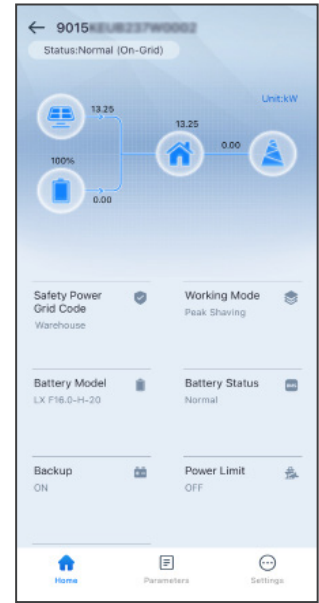 9015
Status:Normal (On-Grid)
Unit:kW
13.25
13.25
0.00
100%
0.00
Safety Power
Grid Code
Warehouse
Working Mode
Peak Shaving
Battery Model
LX F16.0-H-20
Battery Status
Normal
Backup
ON
Power Limit
OFF
Home
Parameters
Settings